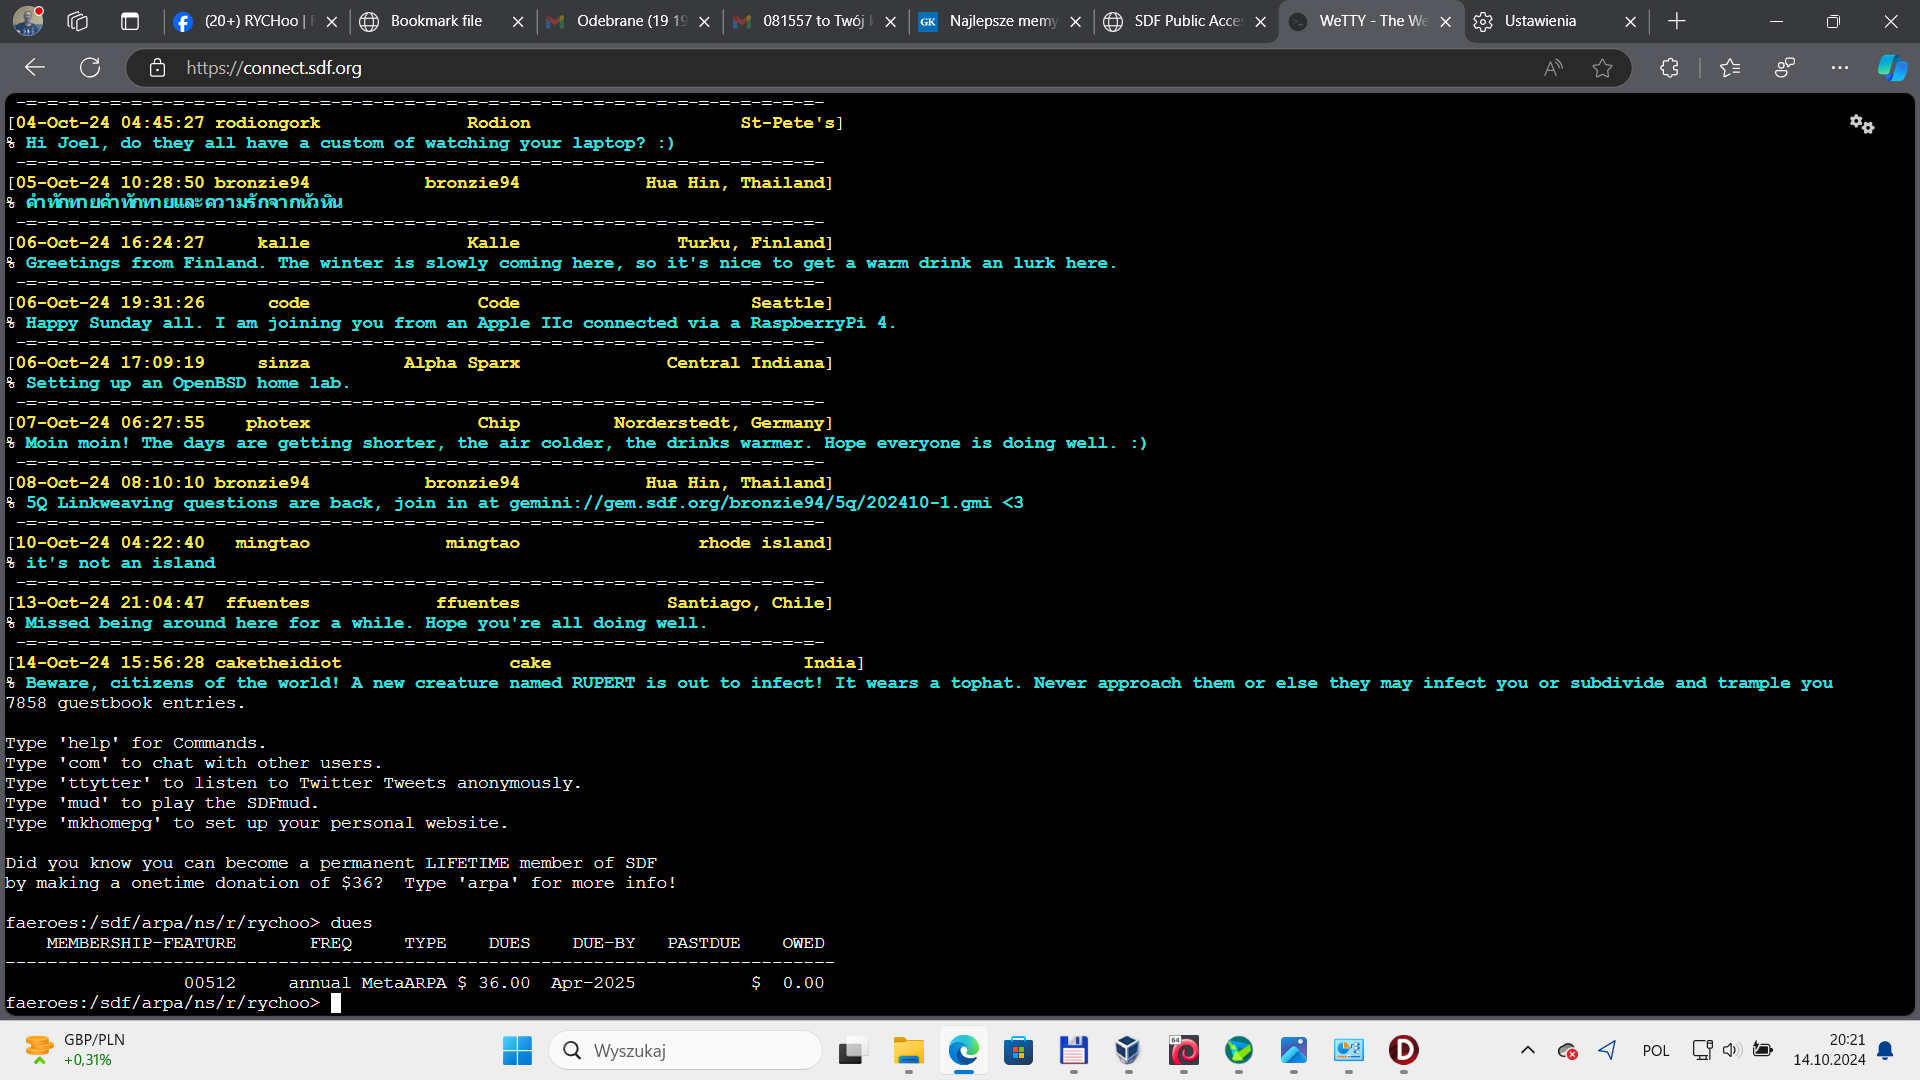 (20+) RYCHoo | F
Bookmark file
Odebrane (19 19
081557 to Twój k
GK Najlepsze memy
SDF Public Acces
WeTTY - The We
Ustawienia
https://connect.sdf.org
-=-=-=-=-=-=-=-=-=-=-=-=-=-=-=-=-=-=-=-=-=-=-=-=-=-=-=-=-=-=-=-=-=-=-=-=-=-=-
[04-Oct-24 04:45:27 rodiongork Rodion St-Pete's]
% Hi Joel, do they all have a custom of watching your laptop? :)
-=-=-=-=-=-=-=-=-=-=-=-=-=-=-=-=-=-=-=-=-=-=-=-=-=-=-=-=-=-=-=-=-=-=-=-=-=-=-
[05-Oct-24 10:28:50 bronzie94 bronzie94 Hua Hin, Thailand]
% คำทักทายคำทักทายและความรักจากหัวหิน
-=-=-=-=-=-=-=-=-=-=-=-=-=-=-=-=-=-=-=-=-=-=-=-=-=-=-=-=-=-=-=-=-=-=-=-=-=-=-
[06-Oct-24 16:24:27 kalle Kalle Turku, Finland]
% Greetings from Finland. The winter is slowly coming here, so it's nice to get a warm drink an lurk here.
-=-=-=-=-=-=-=-=-=-=-=-=-=-=-=-=-=-=-=-=-=-=-=-=-=-=-=-=-=-=-=-=-=-=-=-=-=-=-
[06-Oct-24 19:31:26 code Code Seattle]
% Happy Sunday all. I am joining you from an Apple IIc connected via a RaspberryPi 4.
-=-=-=-=-=-=-=-=-=-=-=-=-=-=-=-=-=-=-=-=-=-=-=-=-=-=-=-=-=-=-=-=-=-=-=-=-=-=-
[06-Oct-24 17:09:19 sinza Alpha Sparx Central Indiana]
% Setting up an OpenBSD home lab.
-=-=-=-=-=-=-=-=-=-=-=-=-=-=-=-=-=-=-=-=-=-=-=-=-=-=-=-=-=-=-=-=-=-=-=-=-=-=-
[07-Oct-24 06:27:55 photex Chip Norderstedt, Germany]
% Moin moin! The days are getting shorter, the air colder, the drinks warmer. Hope everyone is doing well. :)
-=-=-=-=-=-=-=-=-=-=-=-=-=-=-=-=-=-=-=-=-=-=-=-=-=-=-=-=-=-=-=-=-=-=-=-=-=-=-
[08-Oct-24 08:10:10 bronzie94 bronzie94 Hua Hin, Thailand]
% 5Q Linkweaving questions are back, join in at gemini://gem.sdf.org/bronzie94/5q/202410-1.gmi <3
-=-=-=-=-=-=-=-=-=-=-=-=-=-=-=-=-=-=-=-=-=-=-=-=-=-=-=-=-=-=-=-=-=-=-=-=-=-=-
[10-Oct-24 04:22:40 mingtao mingtao rhode island]
% it's not an island
-=-=-=-=-=-=-=-=-=-=-=-=-=-=-=-=-=-=-=-=-=-=-=-=-=-=-=-=-=-=-=-=-=-=-=-=-=-=-
[13-Oct-24 21:04:47 ffuentes ffuentes Santiago, Chile]
% Missed being around here for a while. Hope you're all doing well.
-=-=-=-=-=-=-=-=-=-=-=-=-=-=-=-=-=-=-=-=-=-=-=-=-=-=-=-=-=-=-=-=-=-=-=-=-=-=-
[14-Oct-24 15:56:28 caketheidiot cake India]
% Beware, citizens of the world! A new creature named RUPERT is out to infect! It wears a tophat. Never approach them or else they may infect you or subdivide and trample you
7858 guestbook entries.
Type 'help' for Commands.
Type 'com' to chat with other users.
Type 'ttytter' to listen to Twitter Tweets anonymously.
Type 'mud' to play the SDFmud.
Type 'mkhomepg' to set up your personal website.
Did you know you can become a permanent LIFETIME member of SDF
by making a onetime donation of $36? Type 'arpa' for more info!
faeroes:/sdf/arpa/ns/r/rychoo> dues
MEMBERSHIP-FEATURE FREQ TYPE DUES DUE-BY PASTDUE OWED
-------------------------------------------------------------------------------
00512 annual MetaARPA $ 36.00 Apr-2025 $ 0.00
faeroes:/sdf/arpa/ns/r/rychoo>
GBP/PLN
+0,31%
Wyszukaj
64
POL
20:21
14.10.2024